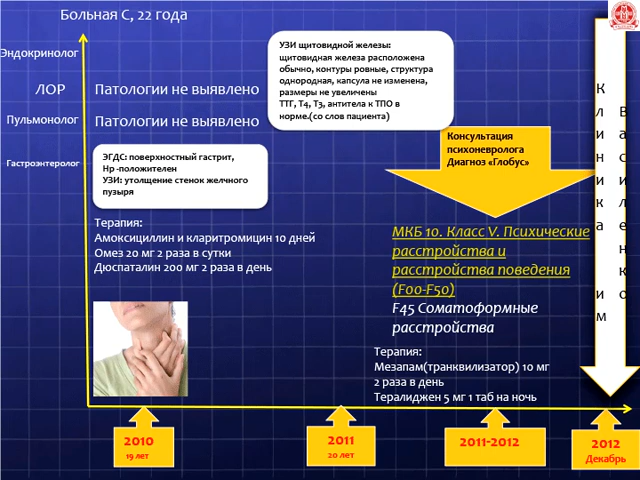 Больная С, 22 года
Эндокринолог
ЛОР
Пульмонолог
Гастроэнтеролог
Патологии не выявлено
Патологии не выявлено
УЗИ щитовидной железы:
щитовидная железа расположена
обычно, контуры ровные, структура
однородная, капсула не изменена,
размеры не увеличены
ТТГ, Т4, Т3, антитела к ТПО в
норме.(со слов пациента)
ЭГДС: поверхностный гастрит,
Hp -положителен
УЗИ: утолщение стенок желчного
пузыря
Терапия:
Амоксициллин и кларитромицин 10 дней
Омез 20 мг 2 раза в сутки
Дюспаталин 200 мг 2 раза в день
Консультация
психоневролога
Диагноз «Глобус»
МКБ 10. Класс V. Психические
расстройства и
расстройства поведения
(F00-F50)
F45 Соматоформные
расстройства
Терапия:
Мезапам(транквилизатор) 10 мг
2 раза в день
Тералиджен 5 мг 1 таб на ночь
Клиника им
Василенко
2010
19 лет
2011
20 лет
2011-2012
2012
Декабрь